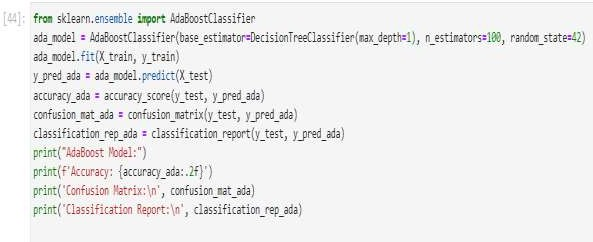 [44]: from sklearn.ensemble import AdaBoostClassifier
ada_model = AdaBoostClassifier(base_estimator=DecisionTreeClassifier(max_depth=1), n_estimators=100, random_state=42)
ada_model.fit(X_train, y_train)
y_pred_ada = ada_model.predict(X_test)
accuracy_ada = accuracy_score(y_test, y_pred_ada)
confusion_mat_ada = confusion_matrix(y_test, y_pred_ada)
classification_rep_ada = classification_report(y_test, y_pred_ada)
print("AdaBoost Model:")
print(f'Accuracy: {accuracy_ada:.2f}')
print('Confusion Matrix:\n', confusion_mat_ada)
print('Classification Report:\n', classification_rep_ada)